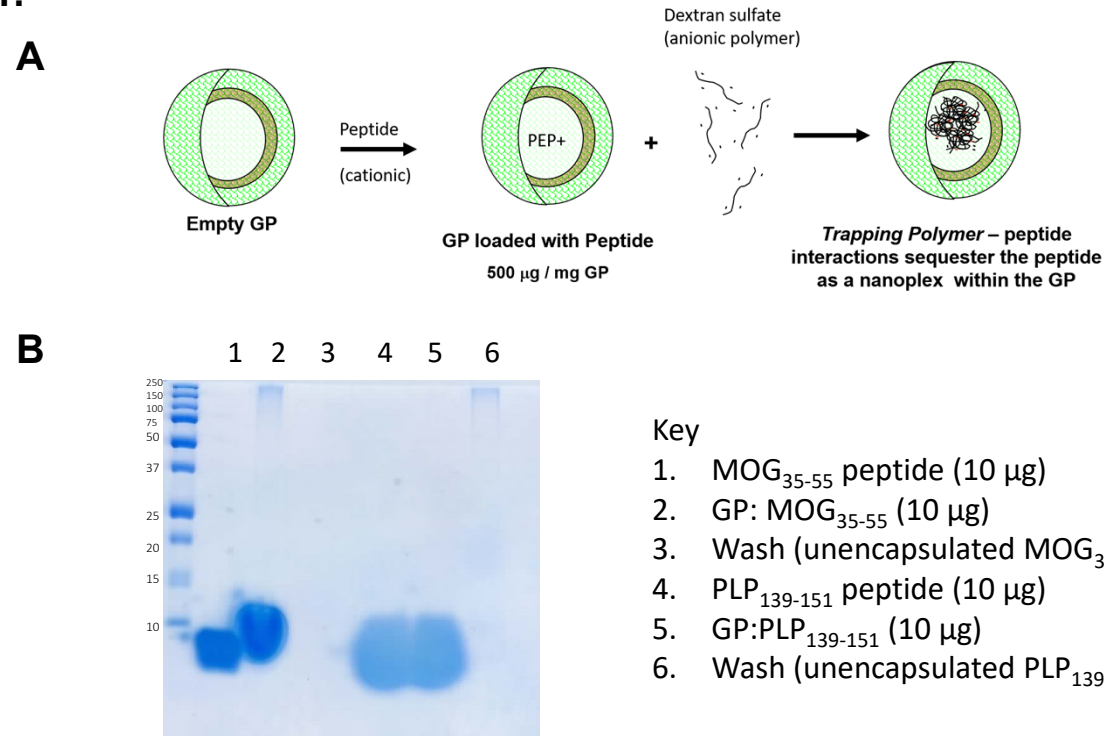 A
Dextran sulfate
(anionic polymer)
Peptide
(cationic)
PEP+
+
Empty GP
GP loaded with Peptide
500 μg / mg GP
Trapping Polymer – peptide
interactions sequester the peptide
as a nanoplex within the GP
B
1 2 3 4 5 6
250
150
100
75
50
37
25
20
15
10
Key
1. MOG35-55 peptide (10 µg)
2. GP: MOG35-55 (10 µg)
3. Wash (unencapsulated MOG3
4. PLP139-151 peptide (10 µg)
5. GP:PLP139-151 (10 µg)
6. Wash (unencapsulated PLP139